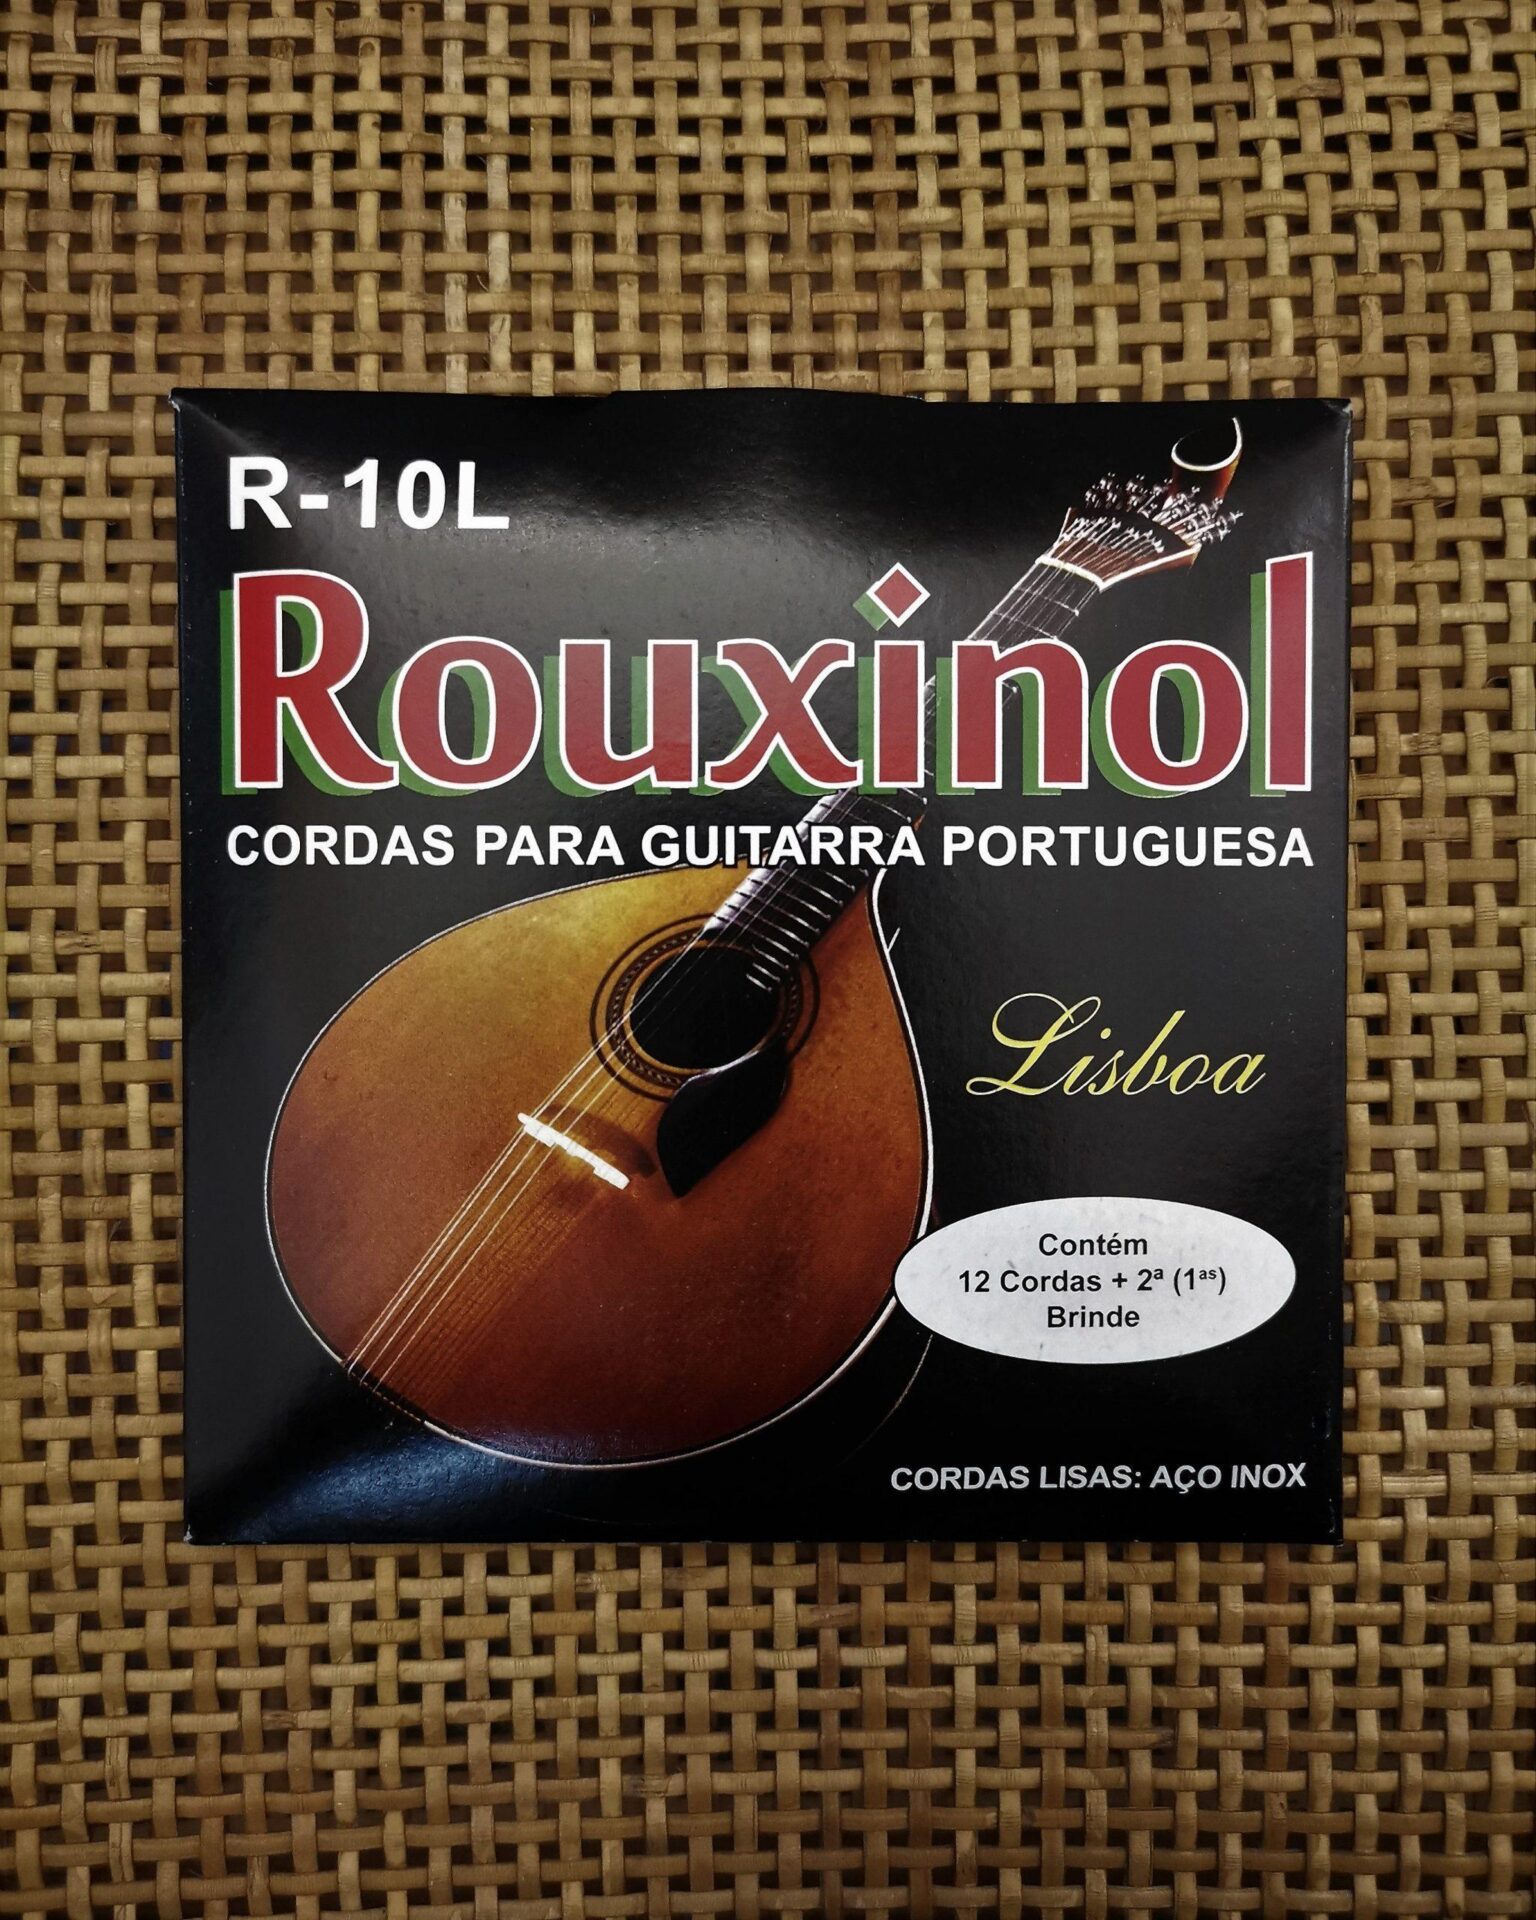 R-10L
Rouxinol
CORDAS PARA GUITARRA PORTUGUESA
Lisboa
Contém
12 Cordas + 2ª (1ᵃˢ)
Brinde
CORDAS LISAS: AÇO INOX